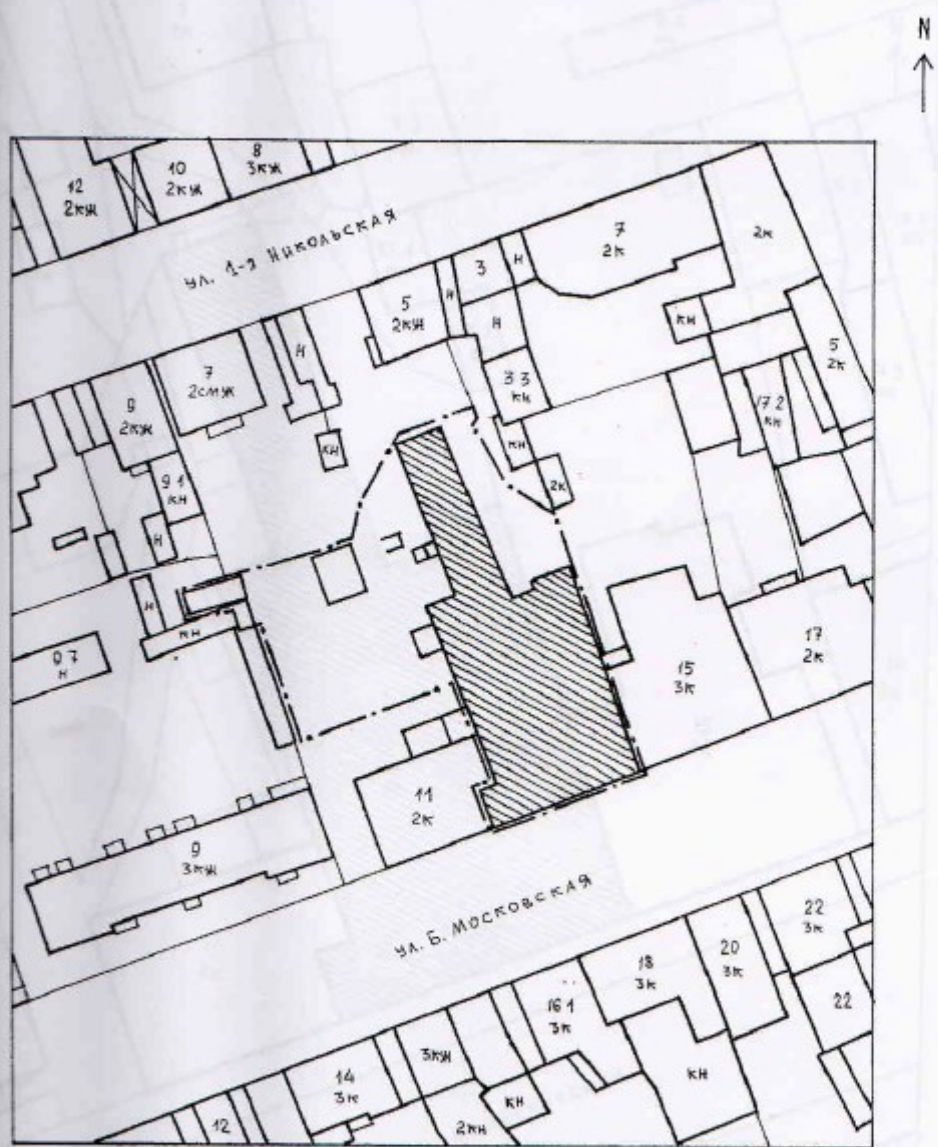 N
8
3кж
10
2кж
12
2кж
ул. 1-я Никольская
7
2к
2к
3
н
5
2кж
н
н
кн
н
5
2к
7
2смж
33
кн
9
2кж
17 2
кн
кн
кн
9 1
кн
2к
н
н
кн
9 7
н
17
2к
15
3к
11
2к
9
3кж
ул. Б. Московская
22
3к
20
3к
18
3к
22
16 1
3к
3кж
14
3к
кн
кн
12
2кн